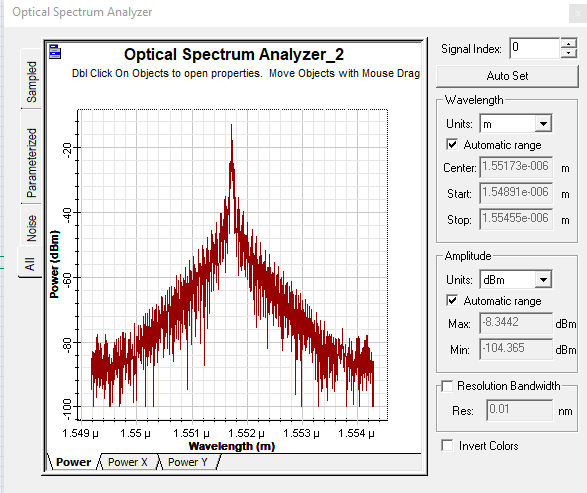 Optical Spectrum Analyzer
Optical Spectrum Analyzer_2
Dbl Click On Objects to open properties.  Move Objects with Mouse Drag
Sampled
Parameterized
Noise
All
Power (dBm)
-20
-40
-60
-80
-100
1.549 µ 1.55 µ 1.551 µ 1.552 µ 1.553 µ 1.554 µ
Wavelength (m)
Power Power X Power Y
Signal Index: 0
Auto Set
Wavelength
Units: m
Automatic range
Center: 1.55173e-006 m
Start: 1.54891e-006 m
Stop: 1.55455e-006 m
Amplitude
Units: dBm
Automatic range
Max: -8.3442 dBm
Min: -104.365 dBm
Resolution Bandwidth
Res: 0.01 nm
Invert Colors